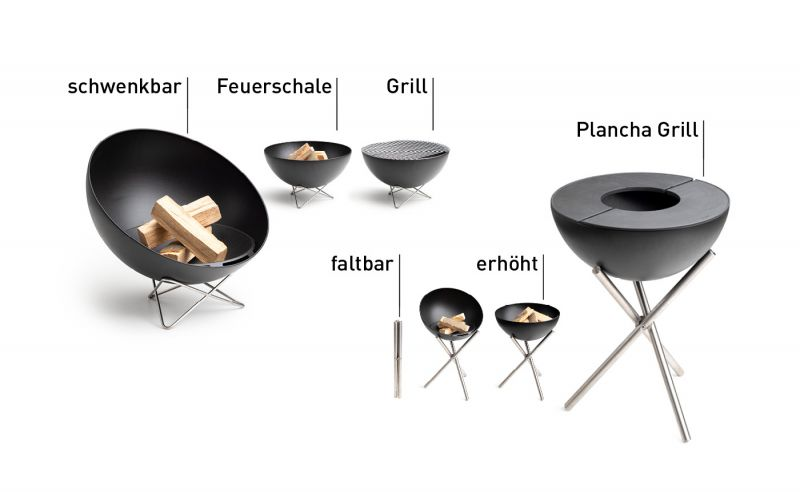 schwenkbar
Feuerschale
Grill
Plancha Grill
faltbar
erhöht